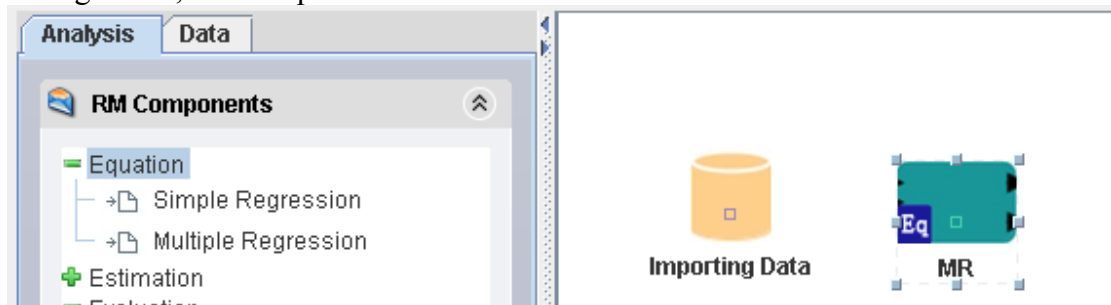 Analysis Data
RM Components
Equation
Simple Regression
Multiple Regression
Estimation
Importing Data
Eq
MR